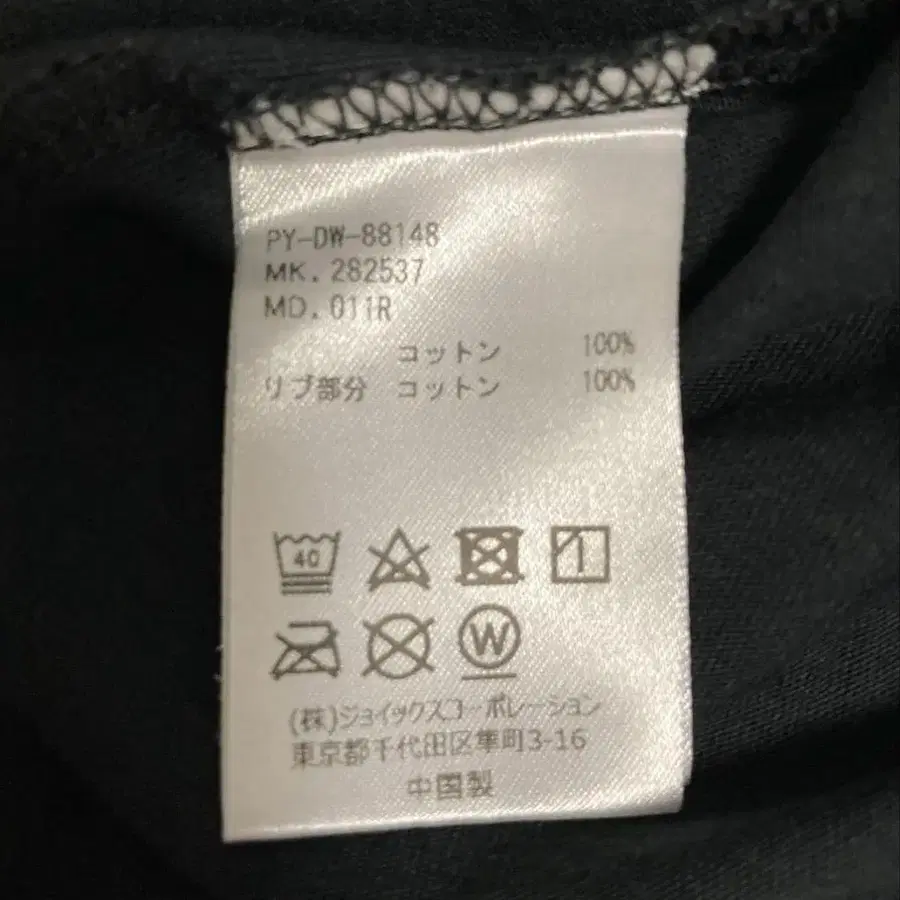 PY-DW-88148
MK. 282537
MD. 011R
コットン 100%
リブ部分 コットン 100%
40
W
(株)ジョイックスコーポレーション
東京都千代田区隼町3-16
中国製